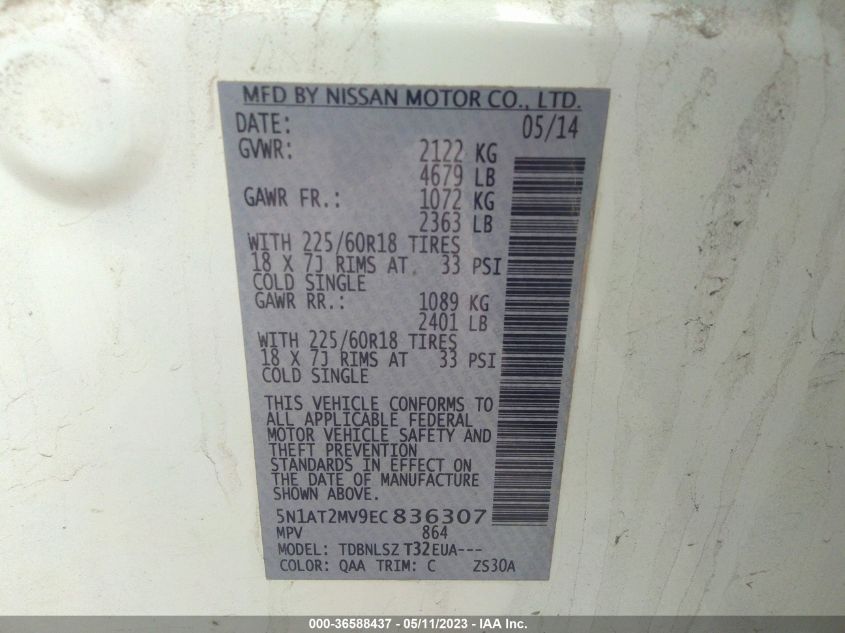 MFD BY NISSAN MOTOR CO., LTD.
DATE: 05/14
GVWR: 2122 KG
4679 LB
GAWR FR.: 1072 KG
2363 LB
WITH 225/60R18 TIRES
18 X 7J RIMS AT 33 PSI
COLD SINGLE
GAWR RR.: 1089 KG
2401 LB
WITH 225/60R18 TIRES
18 X 7J RIMS AT 33 PSI
COLD SINGLE
THIS VEHICLE CONFORMS TO
ALL APPLICABLE FEDERAL
MOTOR VEHICLE SAFETY AND
THEFT PREVENTION
STANDARDS IN EFFECT ON
THE DATE OF MANUFACTURE
SHOWN ABOVE.
5N1AT2MV9EC836307
MPV 864
MODEL: TDBNLSZ T32EUA---
COLOR: QAA TRIM: C ZS30A
000-36588437 - 05/11/2023 - IAA Inc.